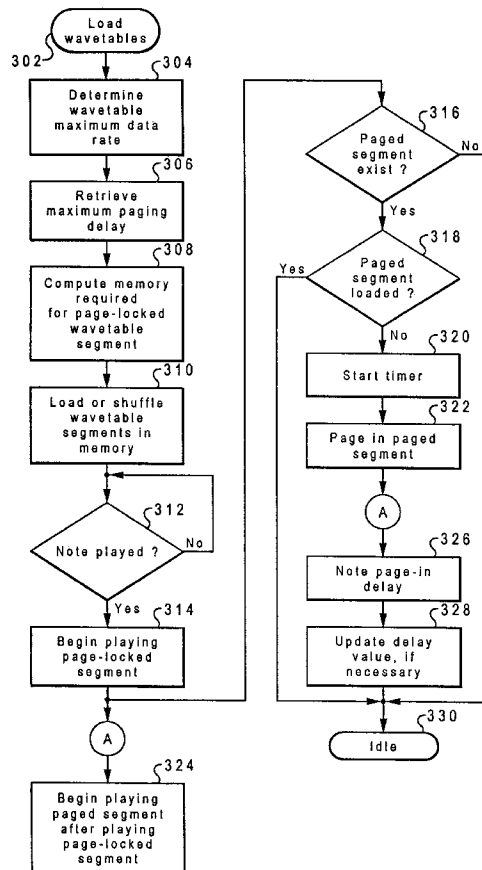 Load
wavetables
302
304
Determine
wavetable
maximum data
rate
306
Retrieve
maximum paging
delay
308
Compute memory
required
for page-locked
wavetable
segment
310
Load or shuffle
wavetable
segments in
memory
312
Note played ?
No
Yes
314
Begin playing
page-locked
segment
A
324
Begin playing
paged segment
after playing
page-locked
segment
316
Paged
segment
exist ?
No
Yes
318
Paged
segment
loaded ?
Yes
No
320
Start timer
322
Page in paged
segment
A
326
Note page-in
delay
328
Update delay
value, if
necessary
330
Idle